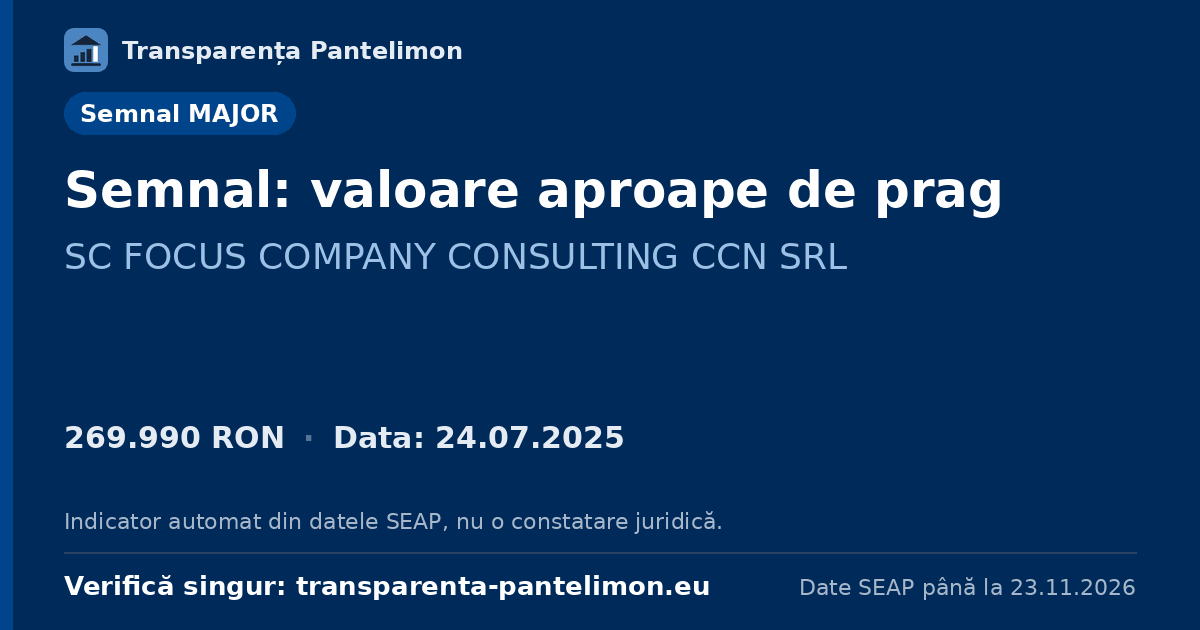 Transparența Pantelimon
Semnal MAJOR
Semnal: valoare aproape de prag
SC FOCUS COMPANY CONSULTING CCN SRL
269.990 RON · Data: 24.07.2025
Indicator automat din datele SEAP, nu o constatare juridică.
Verifică singur: transparenta-pantelimon.eu
Date SEAP până la 23.11.2026